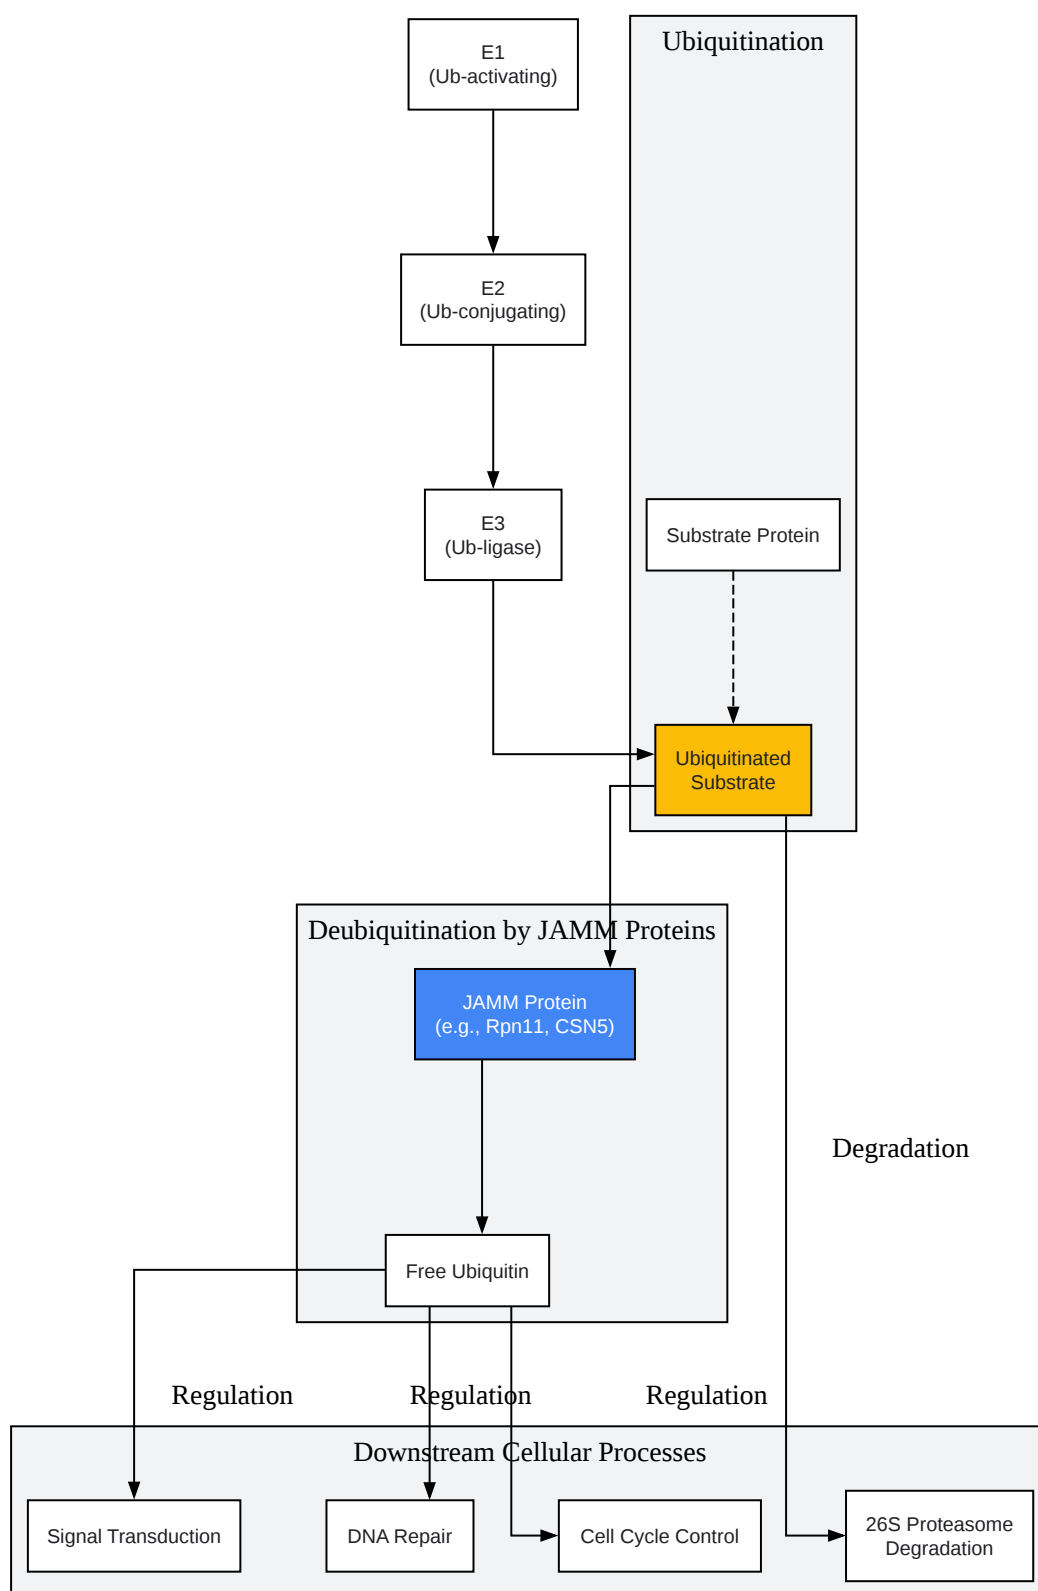 Ubiquitination
E1
(Ub-activating)
E2
(Ub-conjugating)
E3
(Ub-ligase)
Substrate Protein
Ubiquitinated
Substrate
Deubiquitination by JAMM Proteins
JAMM Protein
(e.g., Rpn11, CSN5)
Degradation
Free Ubiquitin
Regulation
Regulation
Regulation
Downstream Cellular Processes
Signal Transduction
DNA Repair
Cell Cycle Control
26S Proteasome
Degradation